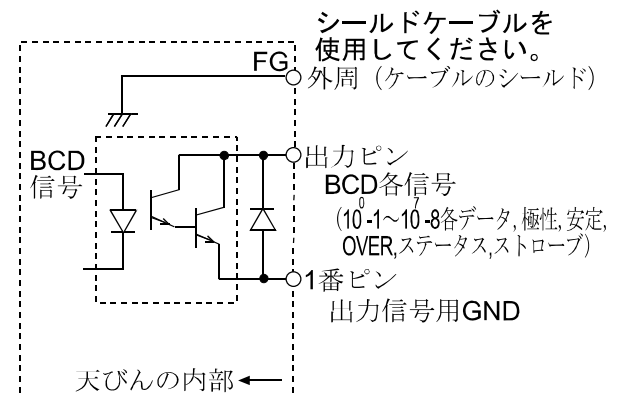 シールドケーブルを
使用してください。
FG
外周（ケーブルのシールド）
BCD
信号
出力ピン
BCD各信号
（10⁰-1～10⁷-8各データ,極性,安定,
OVER,ステータス,ストローブ）
1番ピン
出力信号用GND
天びんの内部